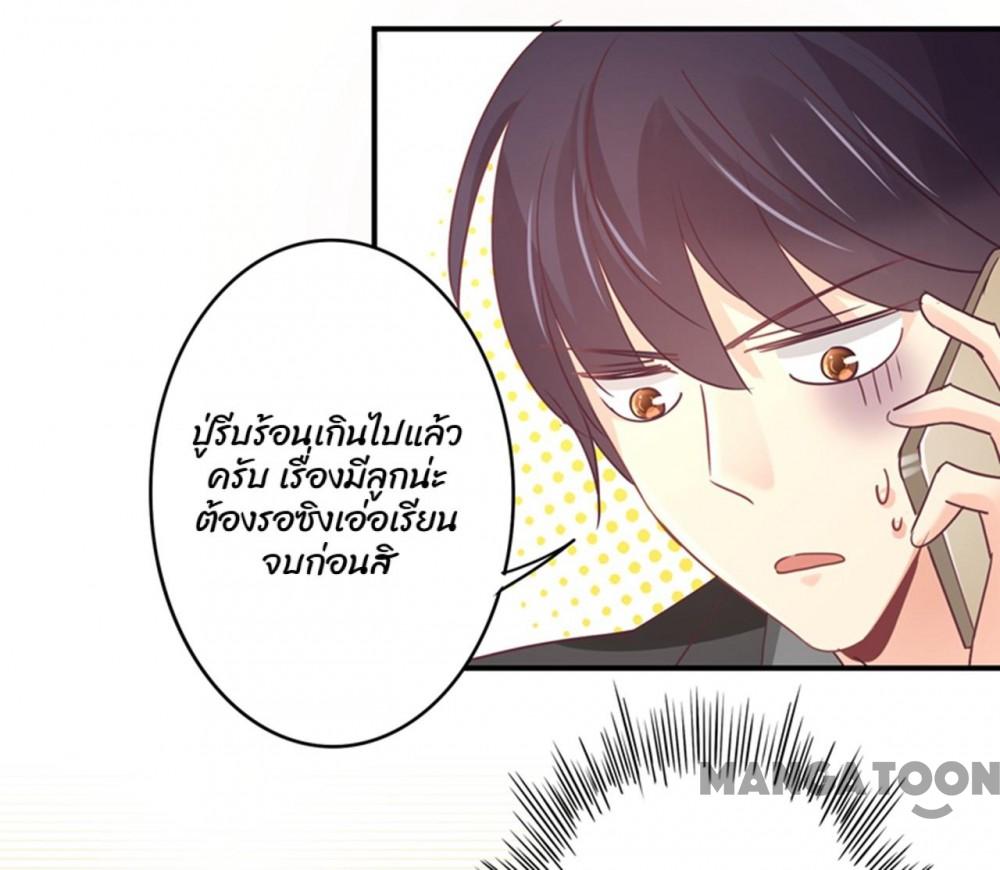 ปู่รีบร้อนเกินไปแล้ว
ครับ เรื่องมีลูกน่ะ
ต้องรอซิงเอ่อเรียน
จบก่อนสิ
MANGATOON